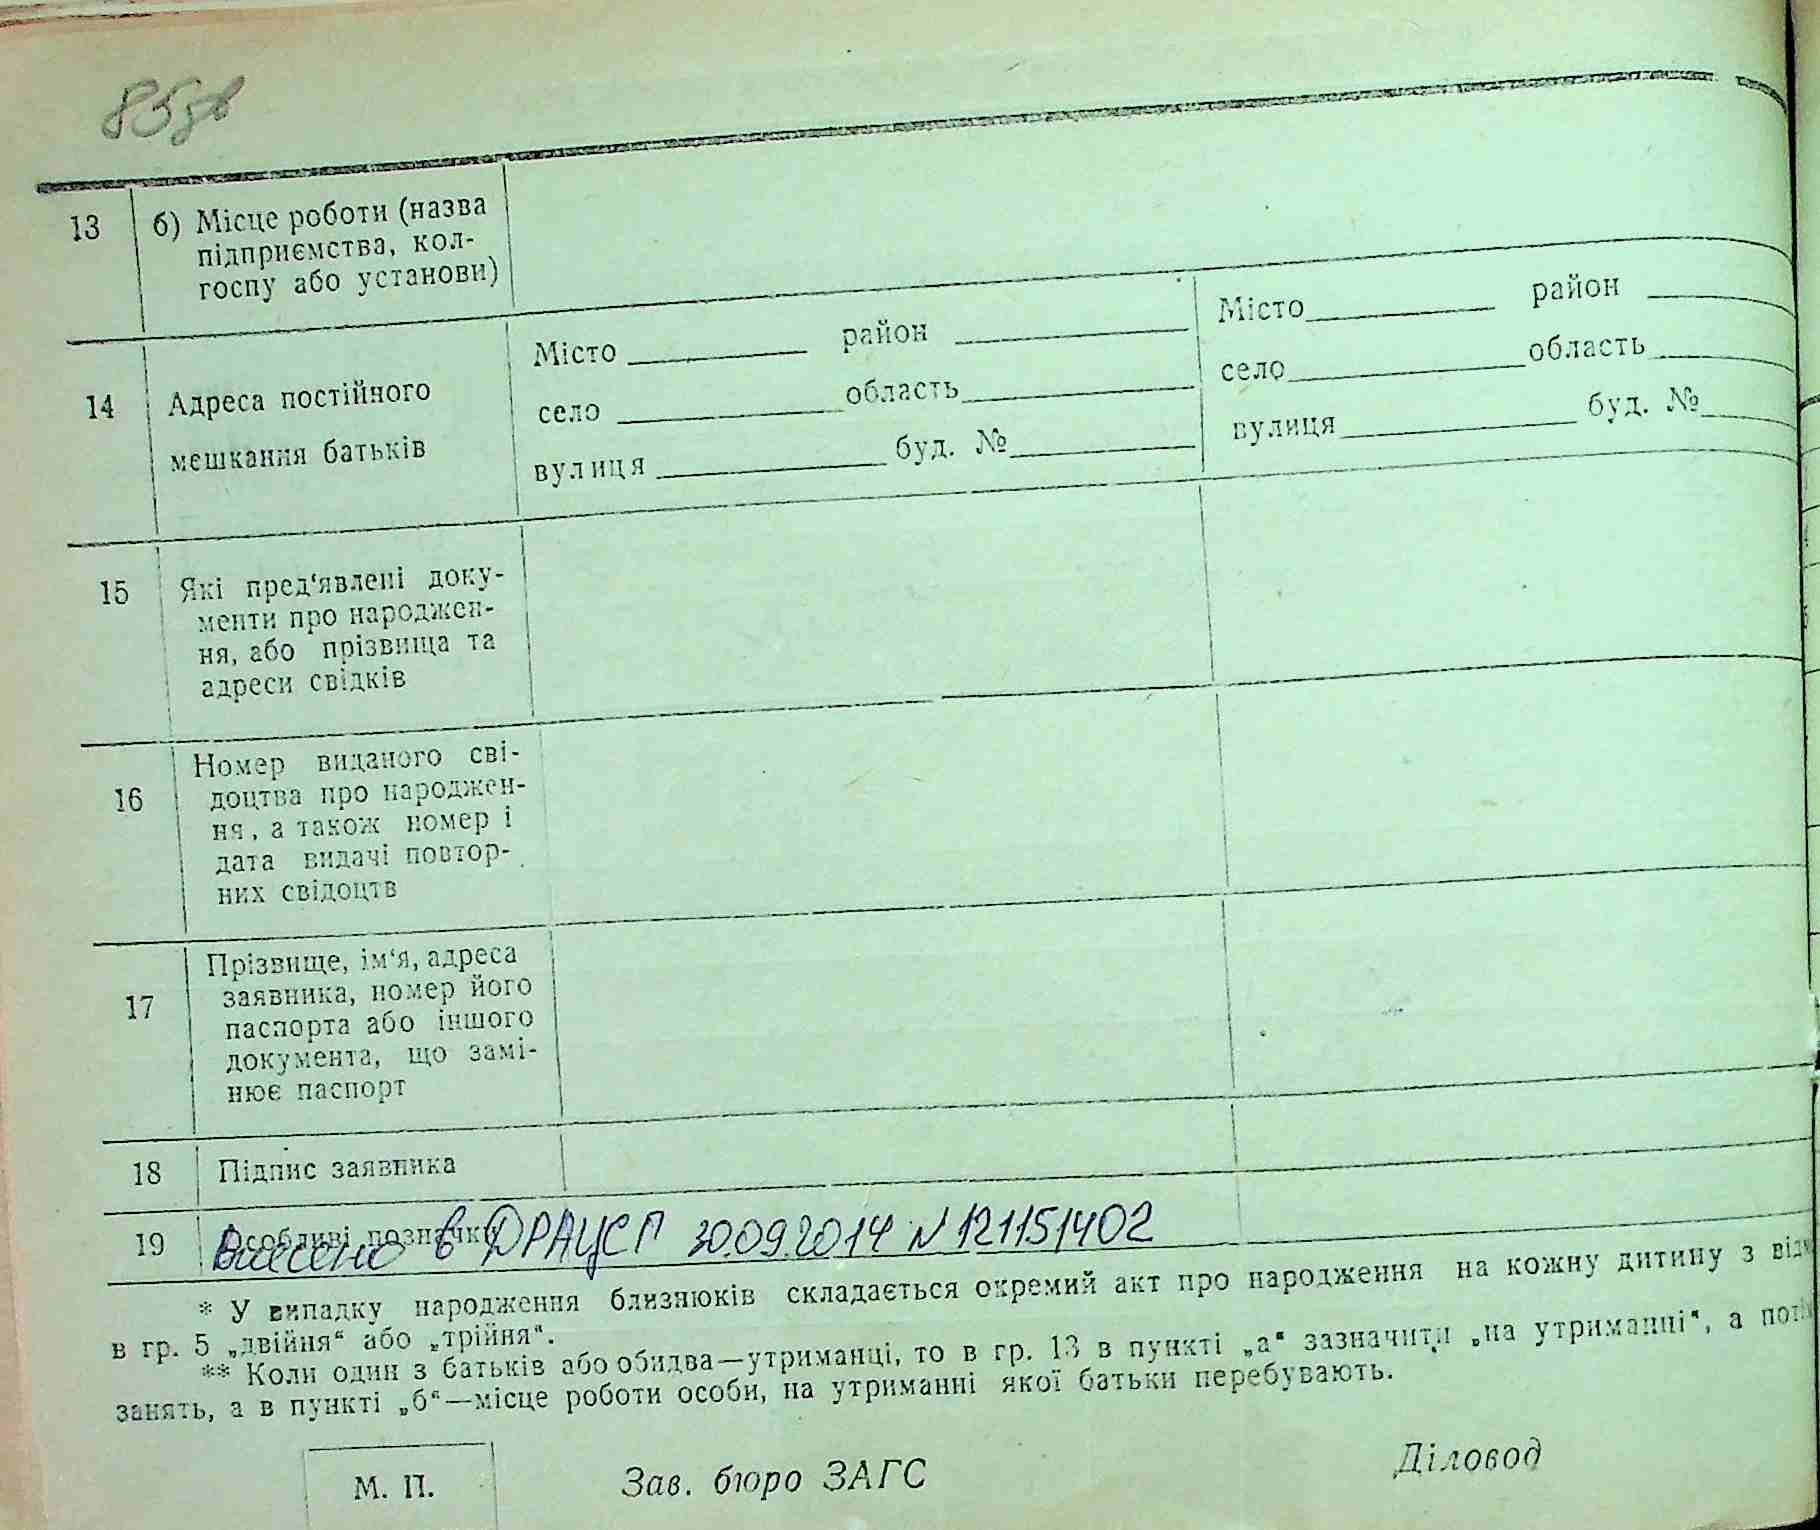 85зв
13
б) Місце роботи (назва
підприємства, кол-
госпу або установи)
14
Адреса постійного
мешкання батьків
Місто район
село область
вулиця буд. №
Місто район
село область
вулиця буд. №
15
Які пред‘явлені доку-
менти про народжен-
ня, або прізвища та
адреси свідків
16
Номер виданого сві-
доцтва про народжен-
ня, а також номер і
дата видачі повтор-
них свідоцтв
17
Прізвище, ім‘я, адреса
заявника, номер його
паспорта або іншого
документа, що замі-
нює паспорт
18
Підпис заявника
19
Особливі позначки
внесено в ДРАЦСГ 30.09.2014 N 121151402
* У випадку народження близнюків складається окремий акт про народження на кожну дитину з
в гр. 5 „двійня“ або „трійня“.
** Коли один з батьків або обидва—утриманці, то в гр. 13 в пункті „а“ зазначити „на утриманні“, а
занять, а в пункті „б“—місце роботи особи, на утриманні якої батьки перебувають.
М. П.
Зав. бюро ЗАГС
Діловод